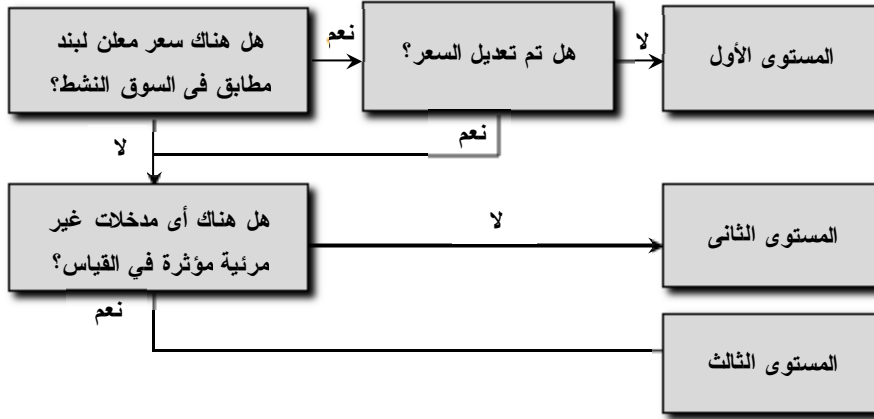 هل هناك سعر معلن لبند
مطابق فى السوق النشط؟
نعم
هل تم تعديل السعر؟
لا
المستوى الأول
نعم
لا
هل هناك أى مدخلات غير
مرئية مؤثرة في القياس؟
لا
المستوى الثانى
نعم
المستوى الثالث